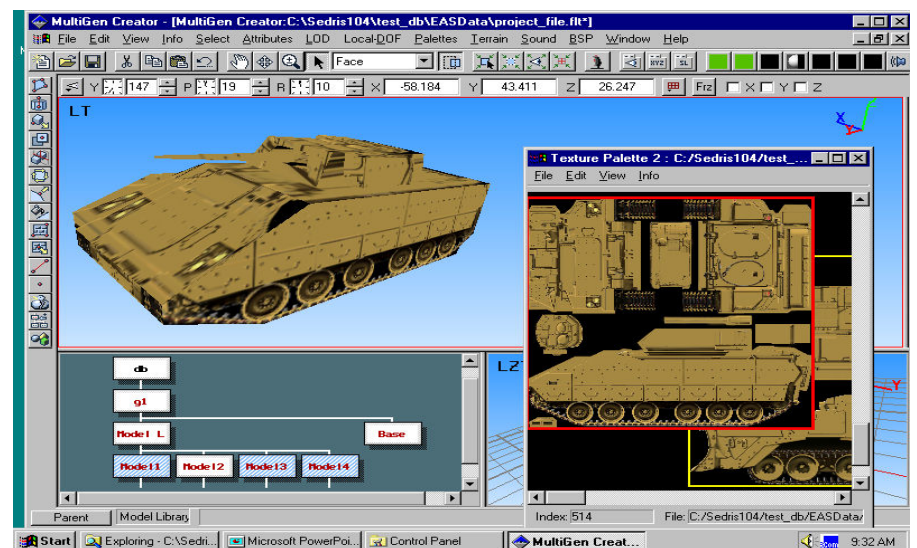 MultiGen Creator - [MultiGen Creator:C:\Sedris104\test_db\EASData\project_file.flt*]
File Edit View Info Select Attributes LOD Local-DOF Palettes Terrain Sound BSP Window Help
Face
XYZ SL
Y 147 P 19 R 10 X -58.184 Y 43.411 Z 26.247 Frz X Y Z
LT
X
Texture Palette 2 : C:/Sedris104/test_...
File Edit View Info
db
g1
Model L Base
Model1 Model2 Model3 Model4
Y
Index: 514 File: C:/Sedris104/test_db/EASData/
Parent Model Library
Start Exploring - C:\Sedri... Microsoft PowerPoi... Control Panel MultiGen Creat... 3Com 9:32 AM